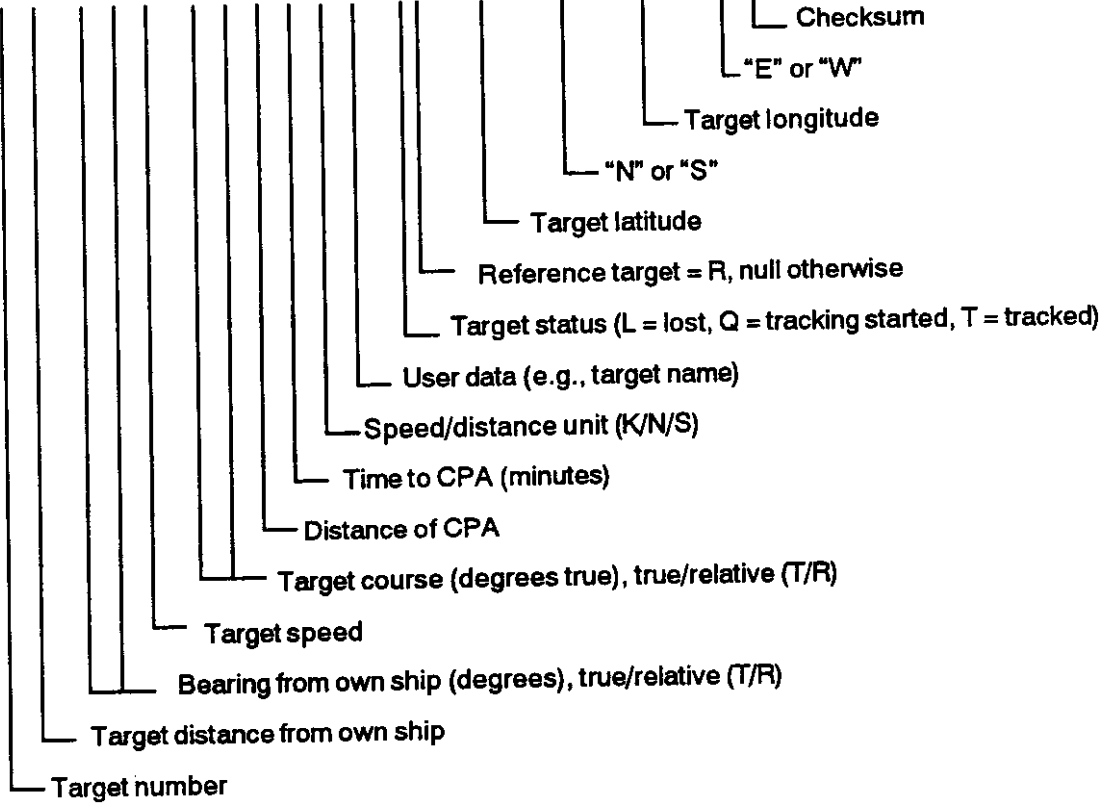 Checksum
"E" or "W"
Target longitude
"N" or "S"
Target latitude
Reference target = R, null otherwise
Target status (L = lost, Q = tracking started, T = tracked)
User data (e.g., target name)
Speed/distance unit (K/N/S)
Time to CPA (minutes)
Distance of CPA
Target course (degrees true), true/relative (T/R)
Target speed
Bearing from own ship (degrees), true/relative (T/R)
Target distance from own ship
Target number